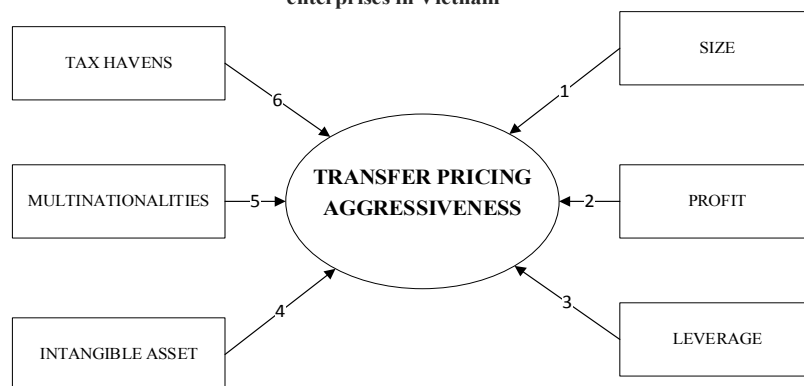 enterprises in Vietnam
TAX HAVENS
SIZE
6
1
TRANSFER PRICING
AGGRESSIVENESS
MULTINATIONALITIES
5
2
PROFIT
4
3
INTANGIBLE ASSET
LEVERAGE